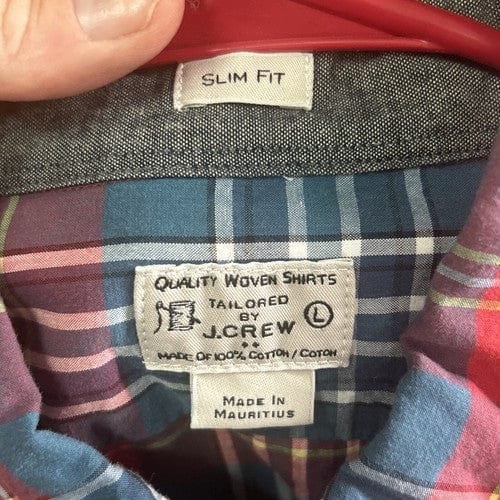 SLIM FIT
QUALITY WOVEN SHIRTS
TAILORED
BY
J.CREW
L
MADE OF 100% COTTON / COTON
MADE IN
MAURITIUS